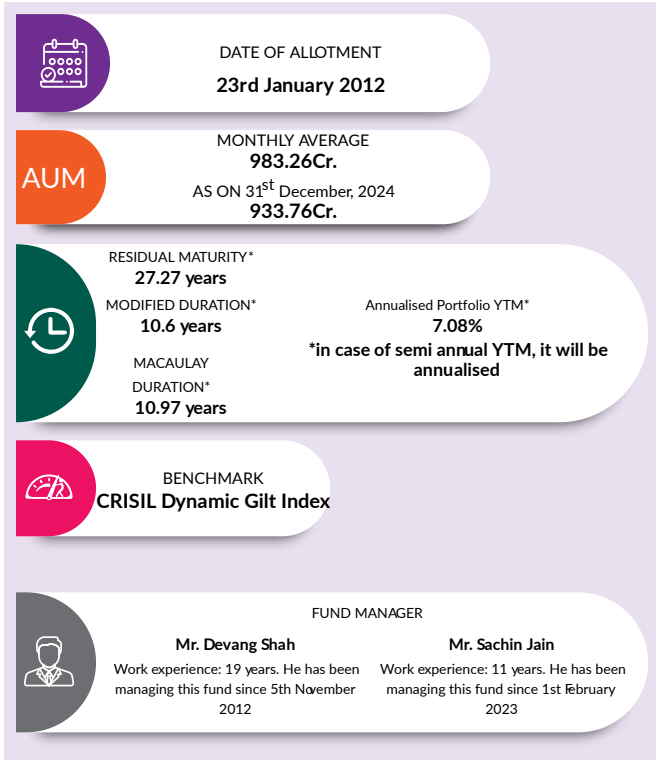 DATE OF ALLOTMENT
23rd January 2012
AUM
MONTHLY AVERAGE
983.26Cr.
AS ON 31st December, 2024
933.76Cr.
RESIDUAL MATURITY*
27.27 years
MODIFIED DURATION*
10.6 years
MACAULAY
DURATION*
10.97 years
Annualised Portfolio YTM*
7.08%
*in case of semi annual YTM, it will be
annualised
BENCHMARK
CRISIL Dynamic Gilt Index
FUND MANAGER
Mr. Devang Shah
Work experience: 19 years. He has been
managing this fund since 5th November
2012
Mr. Sachin Jain
Work experience: 11 years. He has been
managing this fund since 1st February
2023